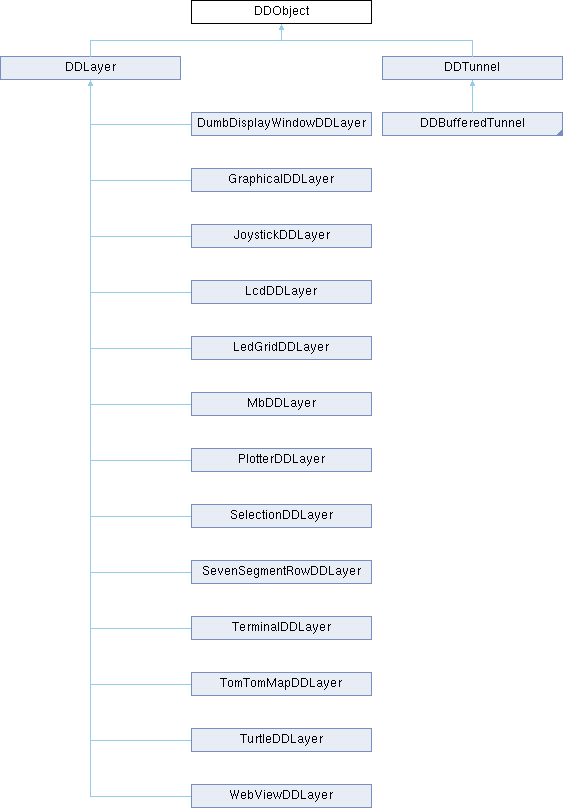 DDObject
DDLayer
DDTunnel
DumbDisplayWindowDDLayer
DDBufferedTunnel
GraphicalDDLayer
JoystickDDLayer
LcdDDLayer
LedGridDDLayer
MbDDLayer
PlotterDDLayer
SelectionDDLayer
SevenSegmentRowDDLayer
TerminalDDLayer
TomTomMapDDLayer
TurtleDDLayer
WebViewDDLayer